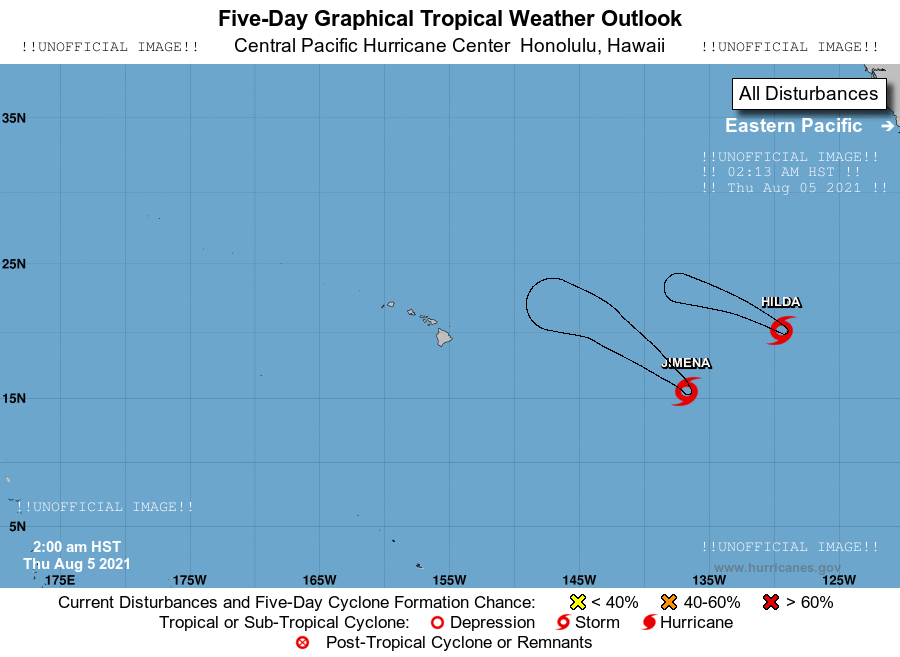 Five-Day Graphical Tropical Weather Outlook
!!UNOFFICIAL IMAGE!! Central Pacific Hurricane Center Honolulu, Hawaii !!UNOFFICIAL IMAGE!!
All Disturbances
35N
Eastern Pacific
!!UNOFFICIAL IMAGE!!
!! 02:13 AM HST !!
!! Thu Aug 05 2021 !!
25N
HILDA
JIMENA
15N
!!UNOFFICIAL IMAGE!!
5N
2:00 am HST
!!UNOFFICIAL IMAGE!!
Thu Aug 5 2021
www.hurricanes.gov
175E 175W 165W 155W 145W 135W 125W
Current Disturbances and Five-Day Cyclone Formation Chance: < 40% 40-60% > 60%
Tropical or Sub-Tropical Cyclone: Depression Storm Hurricane
Post-Tropical Cyclone or Remnants